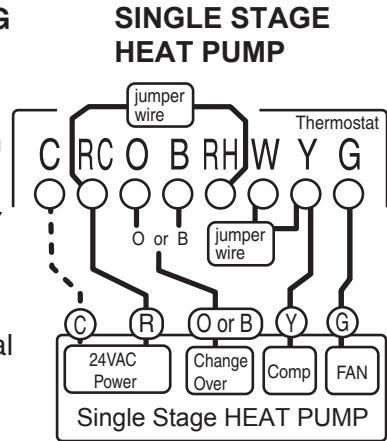 G
SINGLE STAGE
HEAT PUMP
jumper
wire
Thermostat
C RC O B RH W Y G
O or B
jumper
wire
al
C R O or B Y G
24VAC
Power
Change
Over
Comp
FAN
Single Stage HEAT PUMP